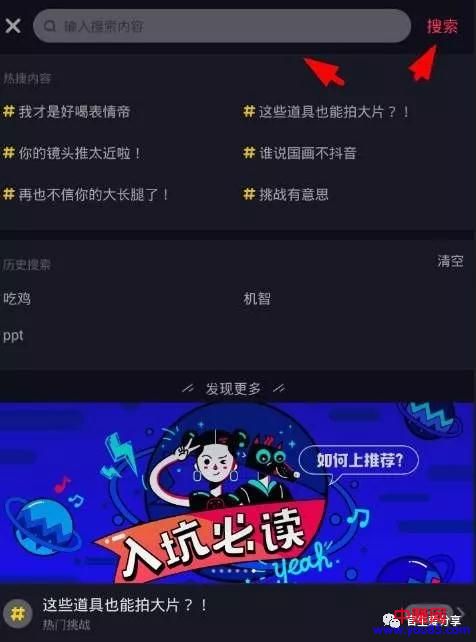 输入搜索内容 搜索
热搜内容
#我才是好喝表情帝 #这些道具也能拍大片？！
#你的镜头推太近啦！ #谁说国画不抖音
#再也不信你的大长腿了！ #挑战有意思
历史搜索 清空
吃鸡 机智
ppt
发现更多
如何上推荐？
入坑必读
yeah
# 这些道具也能拍大片？！
热门挑战